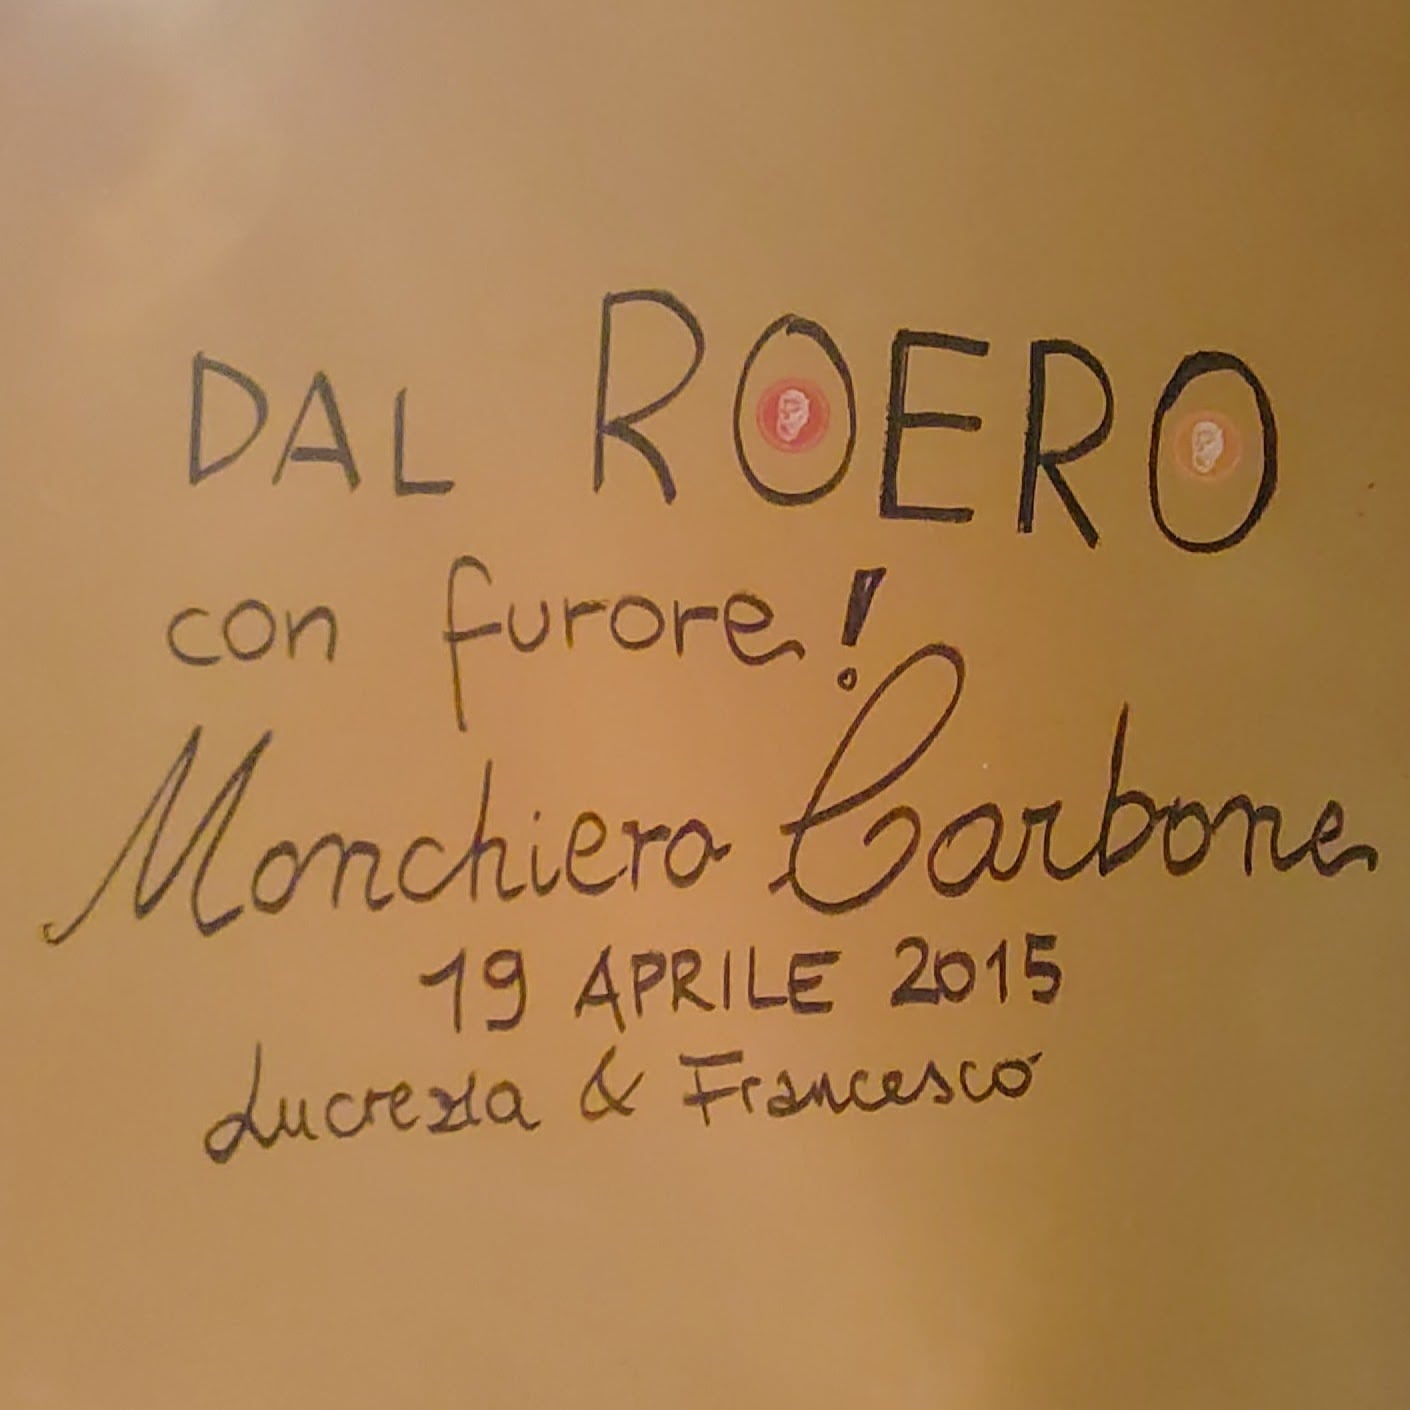 DAL ROERO
con furore!
Monchiero Carbone
19 APRILE 2015
Lucrezia & Francesco